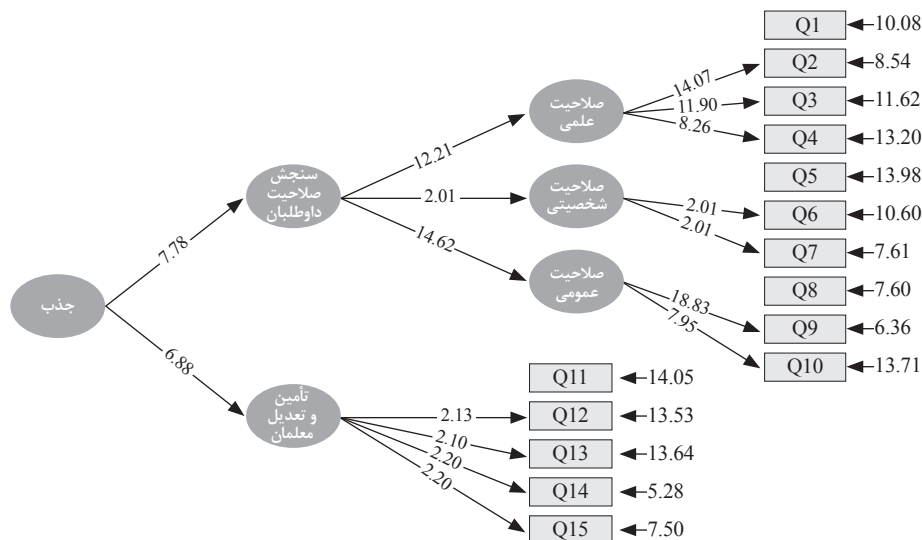 Q1
10.08
Q2
8.54
Q3
11.62
Q4
13.20
Q5
13.98
Q6
10.60
Q7
7.61
Q8
7.60
Q9
6.36
Q10
13.71
صلاحیت
علمی
14.07
11.90
8.26
صلاحیت
شخصیتی
2.01
2.01
صلاحیت
عمومی
18.83
7.95
سنجش
صلاحیت
داوطلبان
12.21
2.01
14.62
جذب
7.78
6.88
تأمین
و تعدیل
معلمان
2.13
2.10
2.20
2.20
Q11
14.05
Q12
13.53
Q13
13.64
Q14
5.28
Q15
7.50